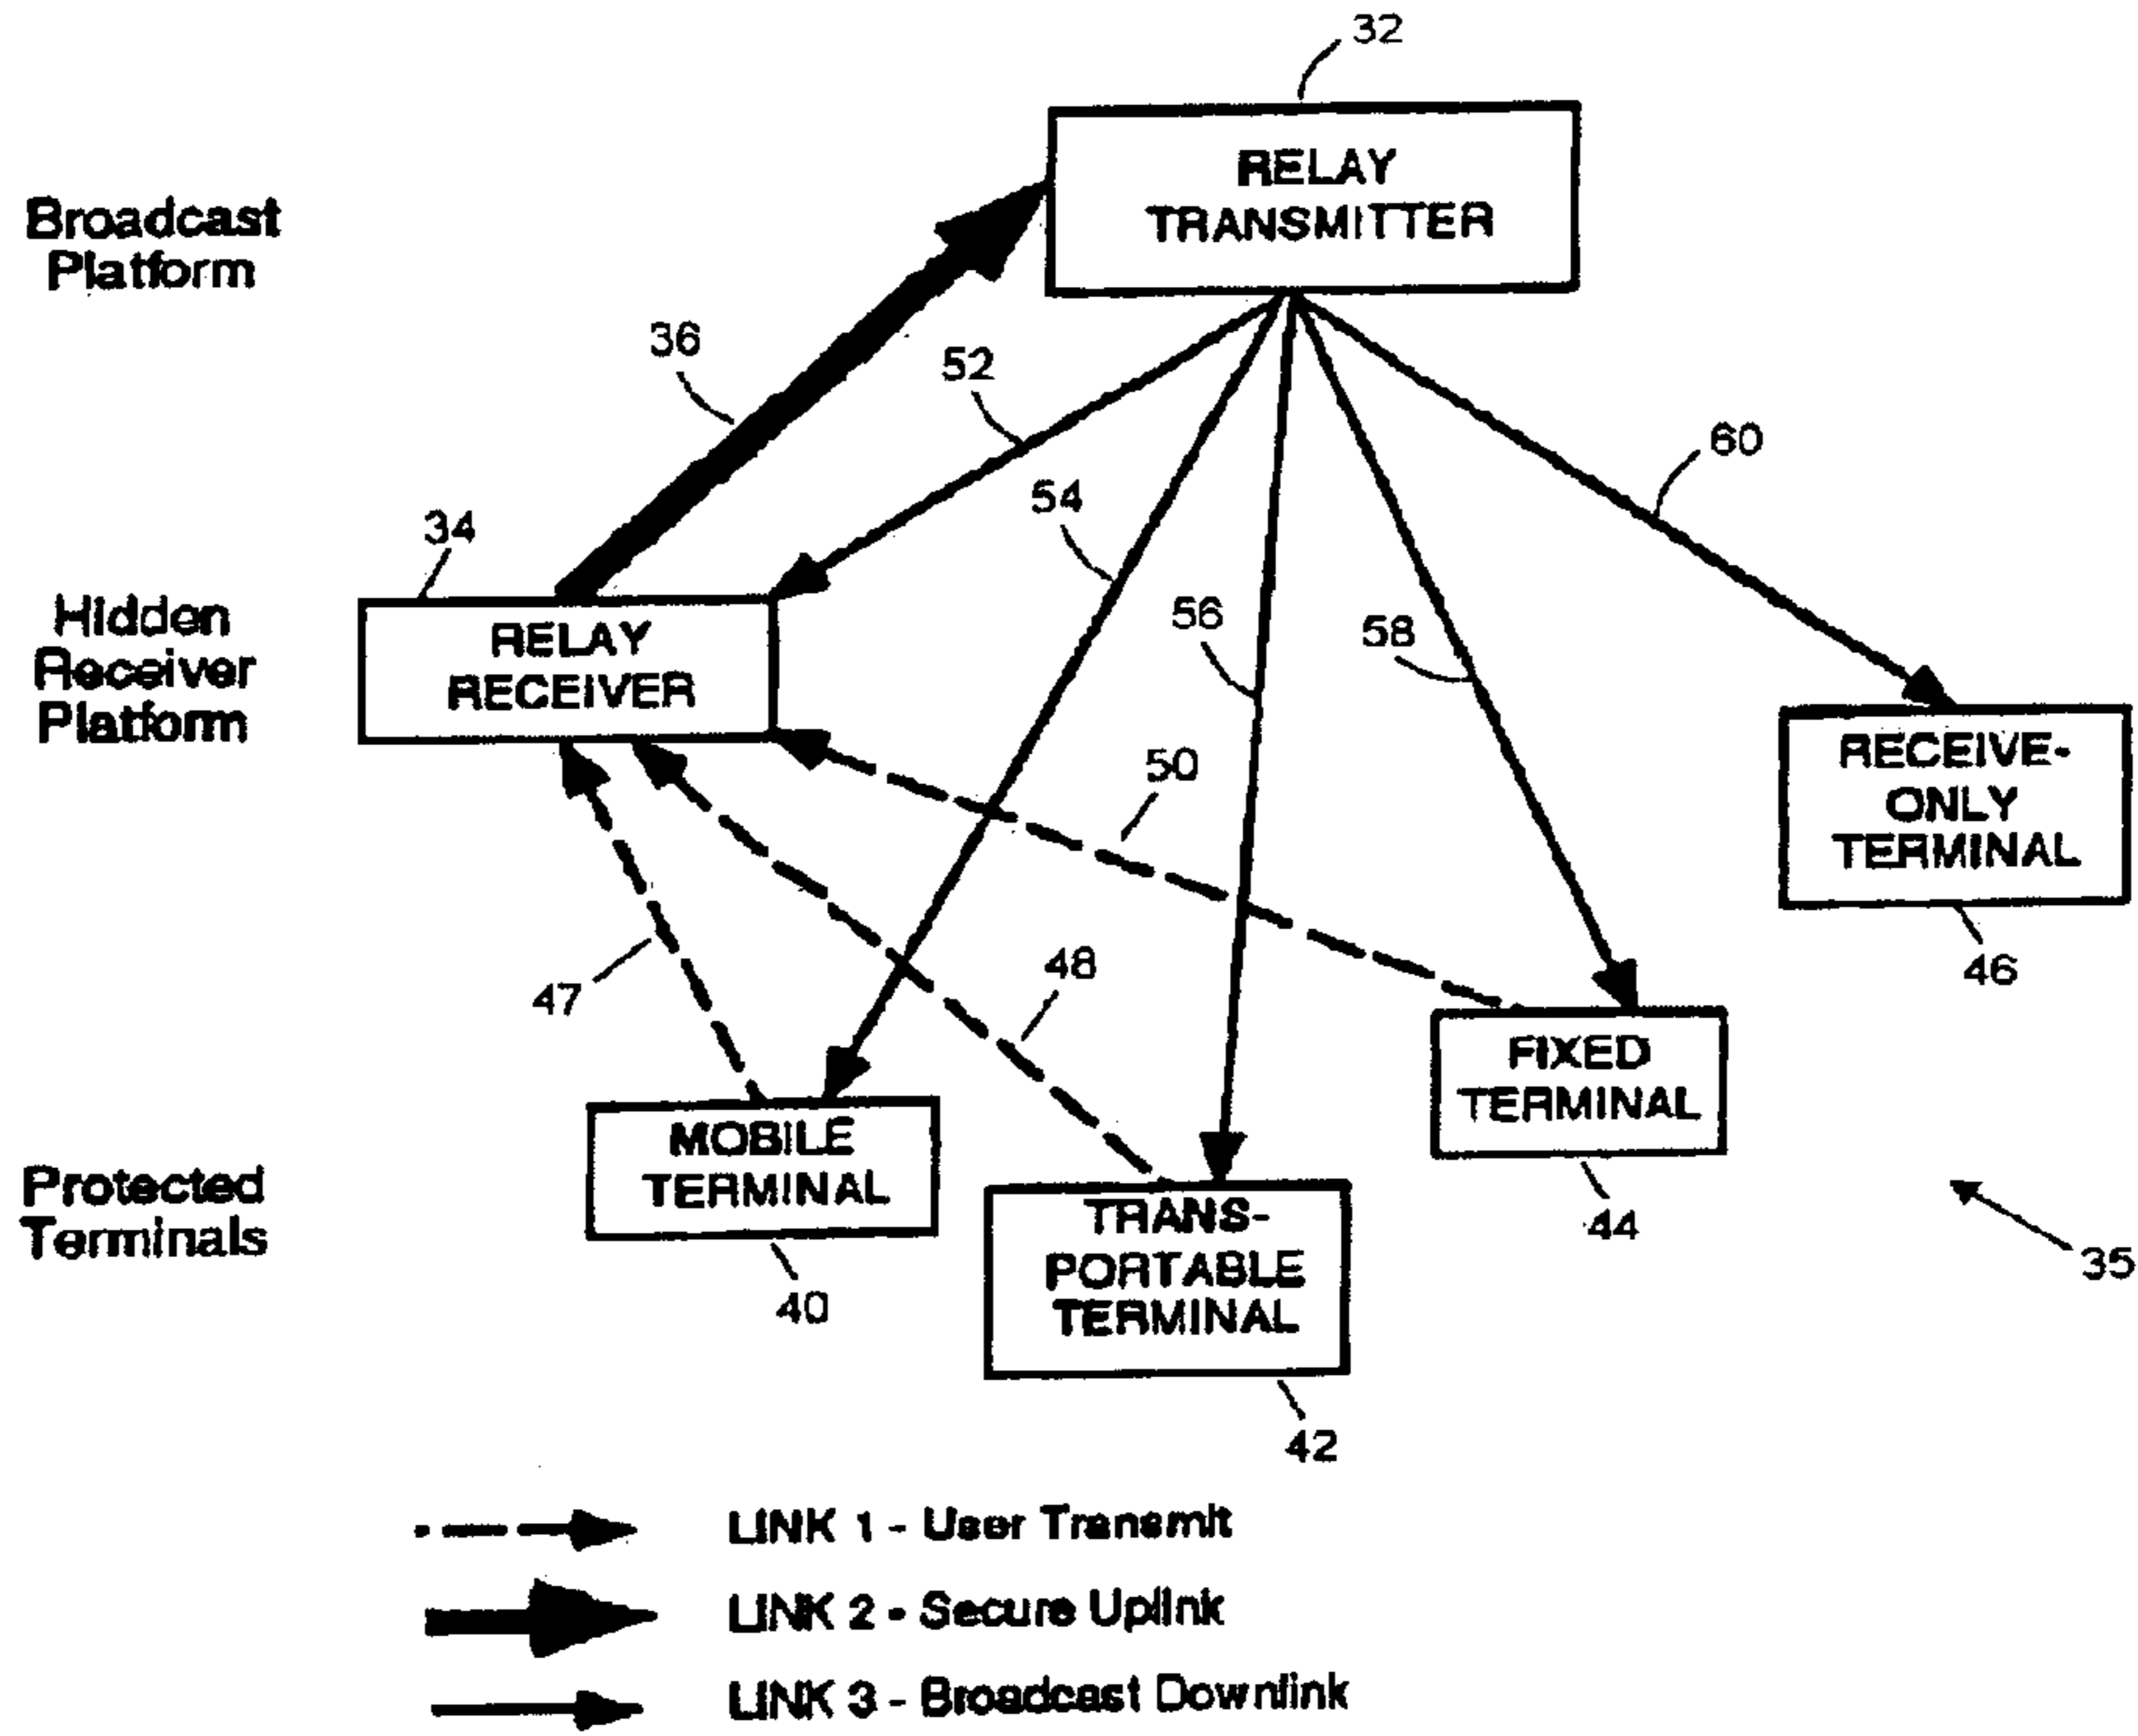 32
RELAY
TRANSMITTER
Broadcast
Platform
36
52
60
54
34
Hidden
Receiver
Platform
RELAY
RECEIVER
56
58
50
RECEIVE-
ONLY
TERMINAL
46
47
48
FIXED
TERMINAL
44
MOBILE
TERMINAL
40
Protected
Terminals
TRANS-
PORTABLE
TERMINAL
42
35
LINK 1 - User Transmit
LINK 2 - Secure Uplink
LINK 3 - Broadcast Downlink